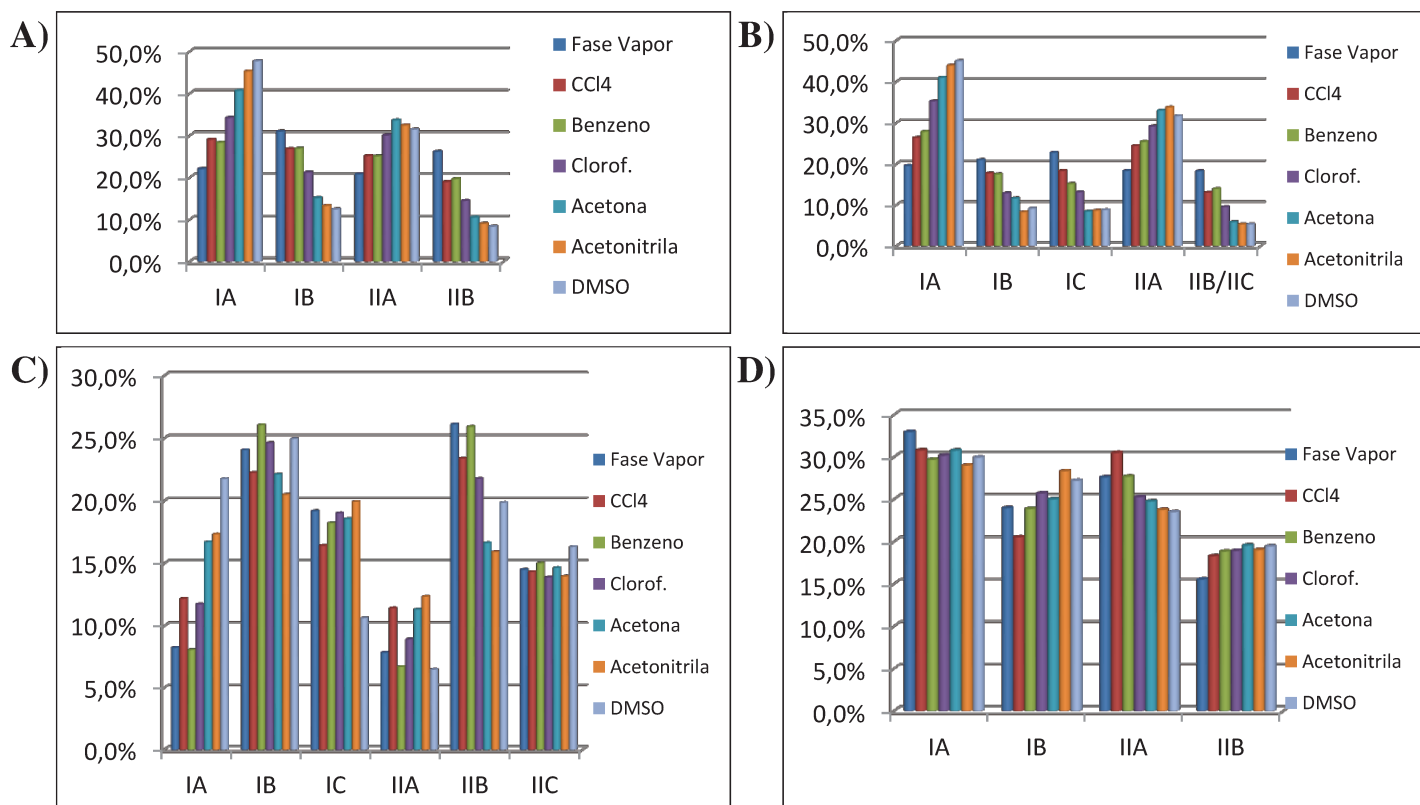 A)
50,0%
40,0%
30,0%
20,0%
10,0%
0,0%
IA IB IIA IIB
Fase Vapor
CCl4
Benzeno
Clorof.
Acetona
Acetonitrila
DMSO
B)
50,0%
40,0%
30,0%
20,0%
10,0%
0,0%
IA IB IC IIA IIB/IIC
Fase Vapor
CCl4
Benzeno
Clorof.
Acetona
Acetonitrila
DMSO
C)
30,0%
25,0%
20,0%
15,0%
10,0%
5,0%
0,0%
IA IB IC IIA IIB IIC
Fase Vapor
CCl4
Benzeno
Clorof.
Acetona
Acetonitrila
DMSO
D)
35,0%
30,0%
25,0%
20,0%
15,0%
10,0%
5,0%
0,0%
IA IB IIA IIB
Fase Vapor
CCl4
Benzeno
Clorof.
Acetona
Acetonitrila
DMSO